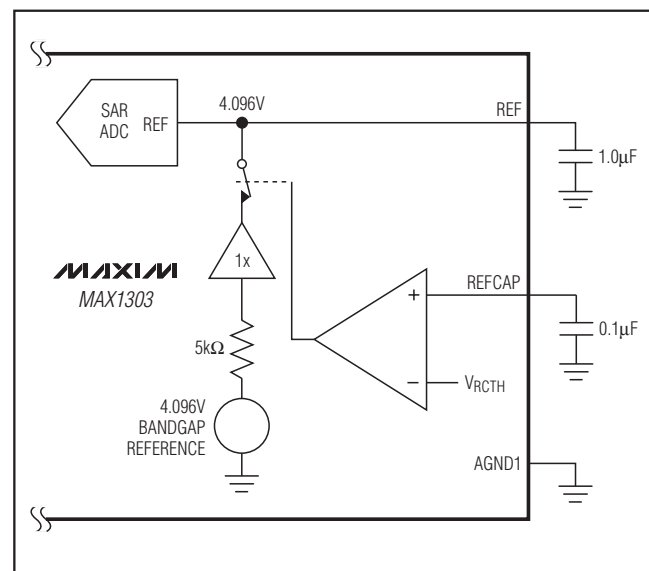 SAR
ADC
REF
4.096V
REF
1.0µF
MAXIM
MAX1303
1x
REFCAP
+
0.1µF
5kΩ
−
VRCTH
4.096V
BANDGAP
REFERENCE
AGND1